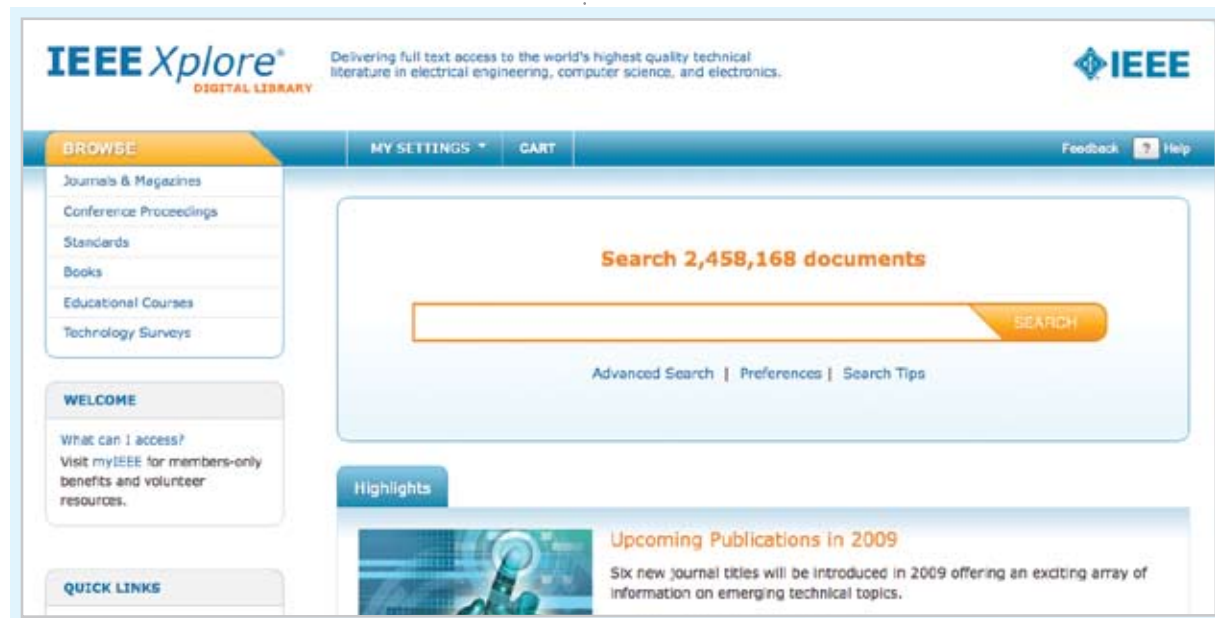 IEEE Xplore®
DIGITAL LIBRARY
Delivering full text access to the world's highest quality technical
literature in electrical engineering, computer science, and electronics.
IEEE
BROWSE
MY SETTINGS
CART
Feedback
? Help
Journals & Magazines
Conference Proceedings
Standards
Books
Educational Courses
Technology Surveys
Search 2,458,168 documents
SEARCH
Advanced Search | Preferences | Search Tips
WELCOME
What can I access?
Visit myIEEE for members-only
benefits and volunteer
resources.
QUICK LINKS
Highlights
Upcoming Publications in 2009
Six new journal titles will be introduced in 2009 offering an exciting array of
information on emerging technical topics.